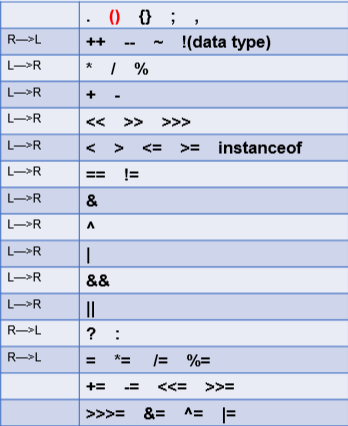 . () {} ; ,
R—>L ++ -- ~ !(data type)
L—>R * / %
L—>R + -
L—>R << >> >>>
L—>R < > <= >= instanceof
L—>R == !=
L—>R &
L—>R ^
L—>R |
L—>R &&
L—>R ||
R—>L ? :
R—>L = *= /= %=
+= -= <<= >>=
>>>= &= ^= |=